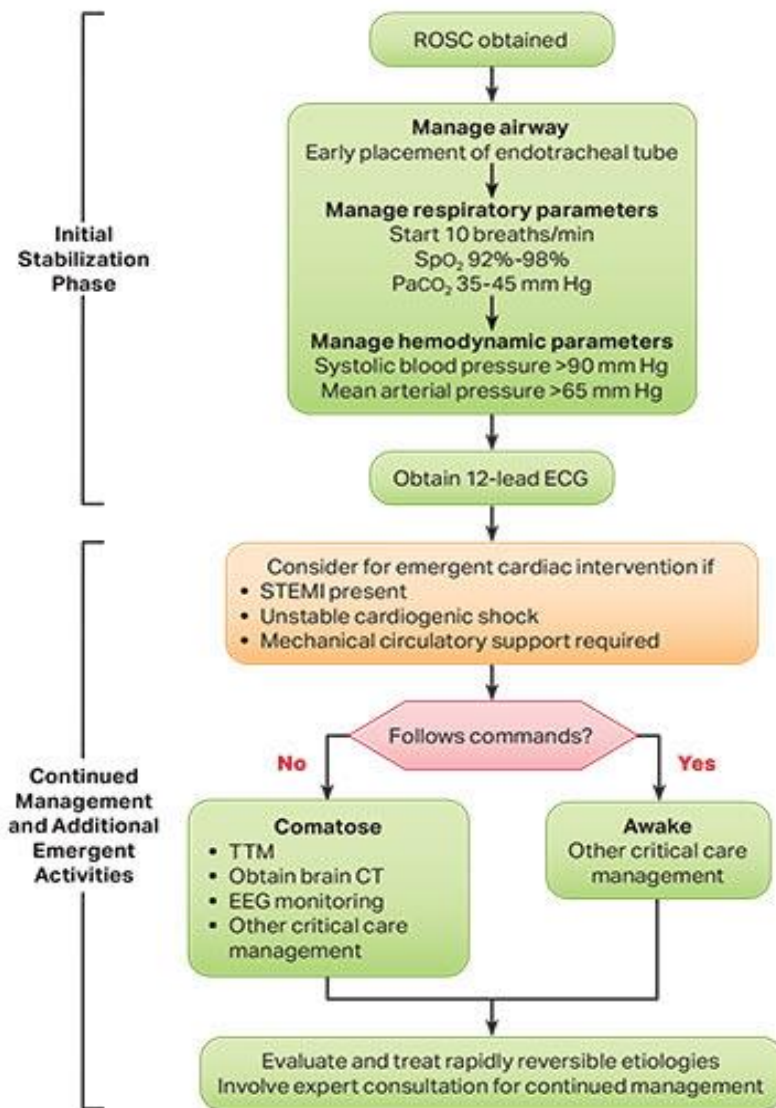 ROSC obtained
Manage airway
Early placement of endotracheal tube
Manage respiratory parameters
Start 10 breaths/min
SpO₂ 92%-98%
PaCO₂ 35-45 mm Hg
Manage hemodynamic parameters
Systolic blood pressure >90 mm Hg
Mean arterial pressure >65 mm Hg
Initial
Stabilization
Phase
Obtain 12-lead ECG
Consider for emergent cardiac intervention if
• STEMI present
• Unstable cardiogenic shock
• Mechanical circulatory support required
Follows commands?
No
Yes
Continued
Management
and Additional
Emergent
Activities
Comatose
• TTM
• Obtain brain CT
• EEG monitoring
• Other critical care
management
Awake
Other critical care
management
Evaluate and treat rapidly reversible etiologies
Involve expert consultation for continued management